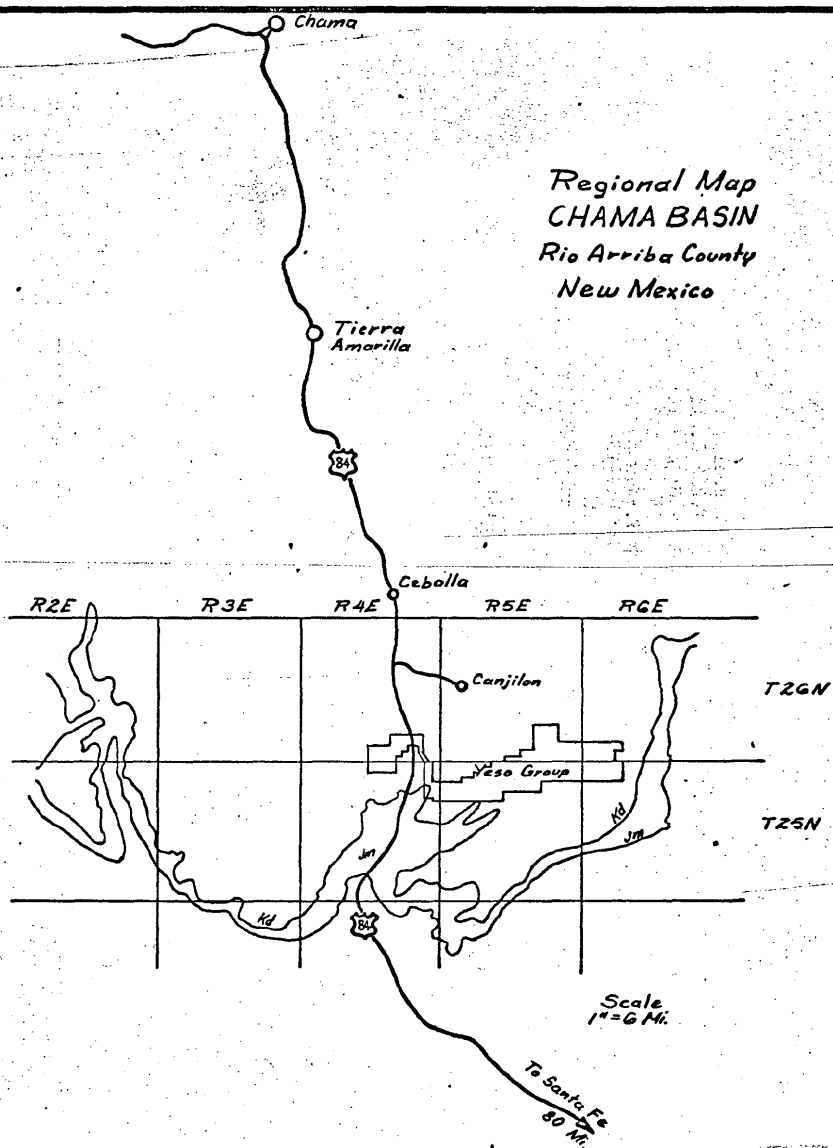 Chama
Regional Map
CHAMA BASIN
Rio Arriba County
New Mexico
Tierra
Amarilla
84
Cebolla
R2E
R3E
R4E
R5E
R6E
Canjilon
T26N
Yeso Group
T25N
Kd
Jm
Jm
Kd
84
Scale
1"=6 Mi.
To Santa Fe
80 Mi.